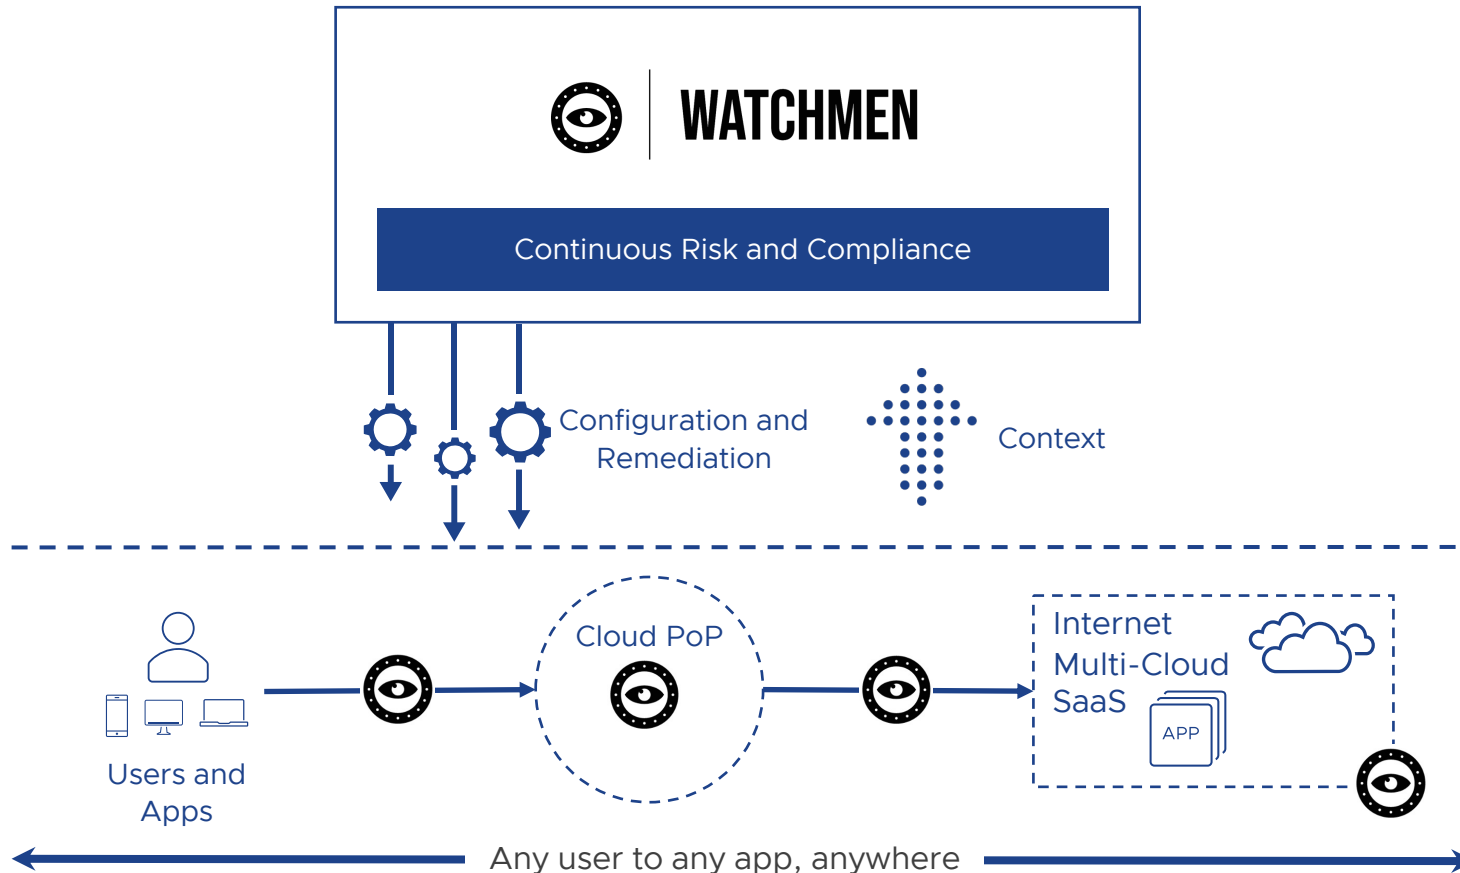 WATCHMEN
Continuous Risk and Compliance
Configuration and
Remediation
Context
Cloud PoP
Internet
Multi-Cloud
SaaS
APP
Users and
Apps
Any user to any app, anywhere